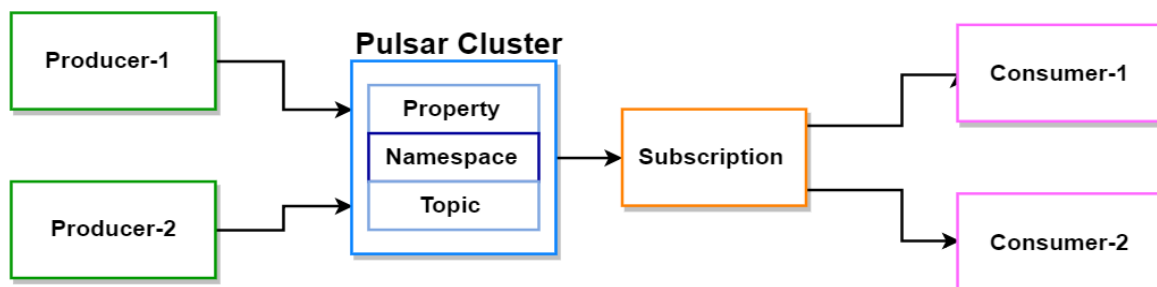 Producer-1
Producer-2
Pulsar Cluster
Property
Namespace
Topic
Subscription
Consumer-1
Consumer-2